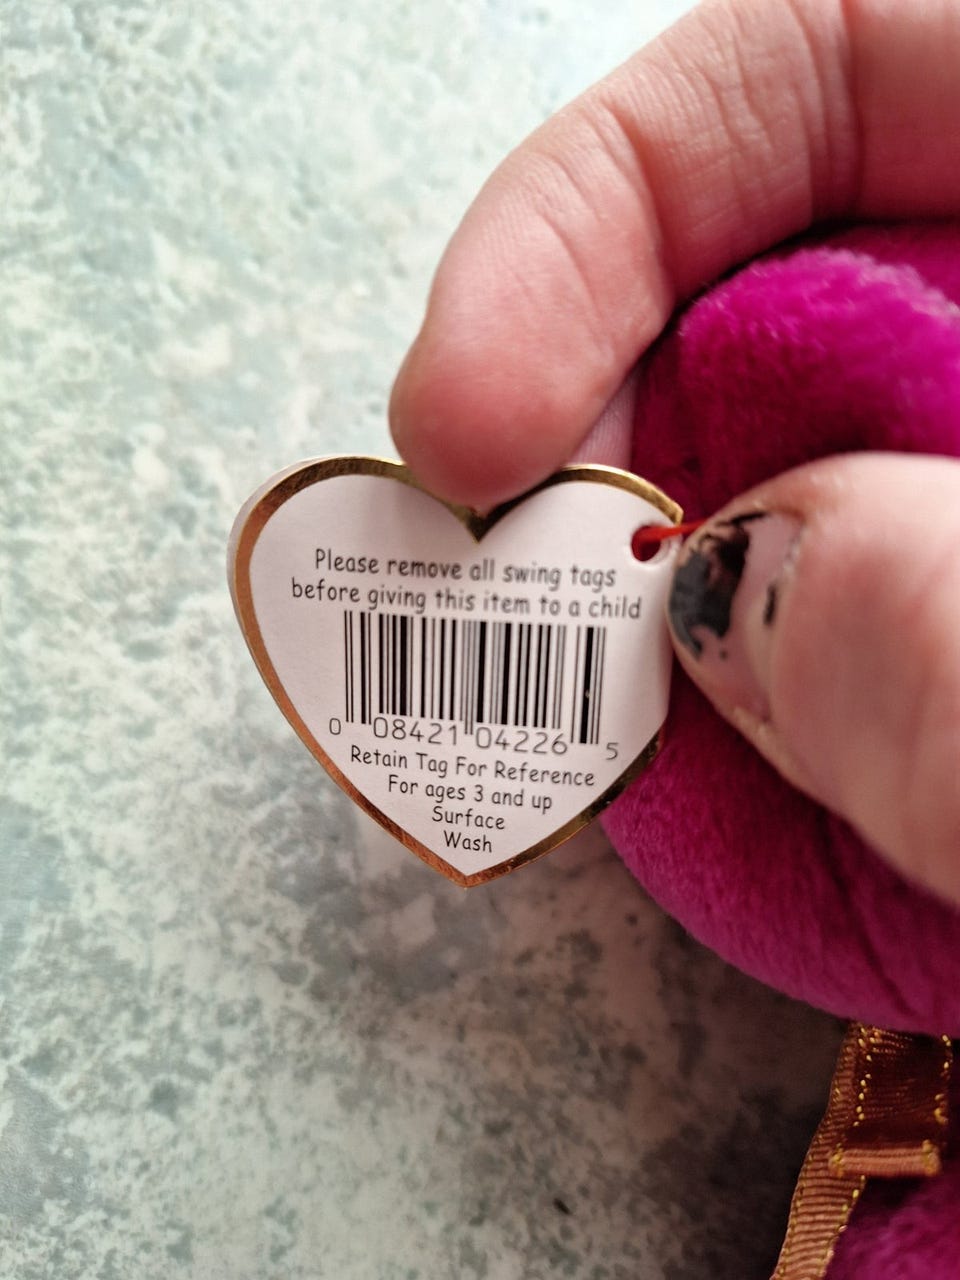 Please remove all swing tags
before giving this item to a child
0 08421 04226 5
Retain Tag For Reference
For ages 3 and up
Surface
Wash